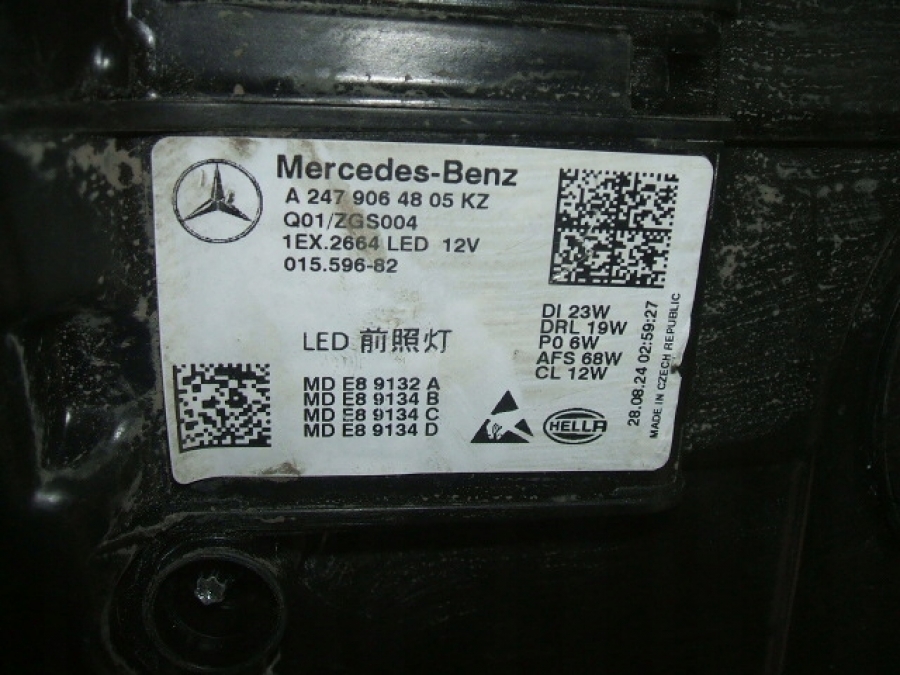 Mercedes-Benz
A 247 906 48 05 KZ
Q01/ZGS004
1EX.2664 LED 12V
015.596-82
LED 前照灯
MD E8 9132 A
MD E8 9134 B
MD E8 9134 C
MD E8 9134 D
HELLA
DI 23W
DRL 19W
P0 6W
AFS 68W
CL 12W
28.08.24 02:59:27
MADE IN CZECH REPUBLIC